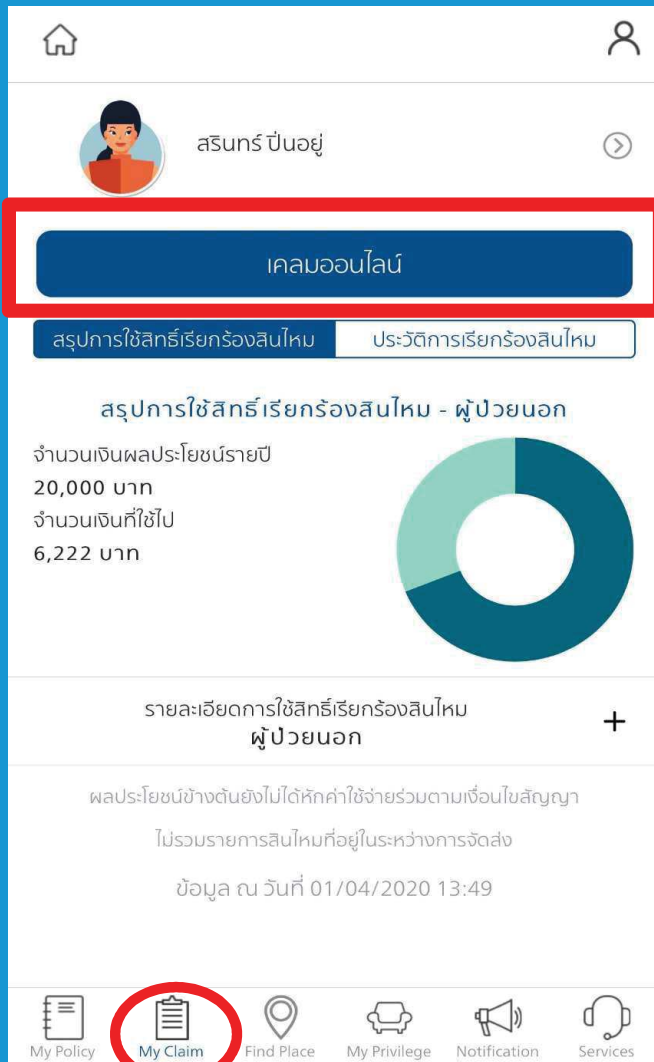 สรินทร์ ปิ่นอยู่
เคลมออนไลน์
สรุปการใช้สิทธิ์เรียกร้องสินไหม
ประวัติการเรียกร้องสินไหม
สรุปการใช้สิทธิ์เรียกร้องสินไหม - ผู้ป่วยนอก
จำนวนเงินผลประโยชน์รายปี
20,000 บาท
จำนวนเงินที่ใช้ไป
6,222 บาท
รายละเอียดการใช้สิทธิ์เรียกร้องสินไหม
ผู้ป่วยนอก
ผลประโยชน์ข้างต้นยังไม่ได้หักค่าใช้จ่ายร่วมตามเงื่อนไขสัญญา
ไม่รวมรายการสินไหมที่อยู่ในระหว่างการจัดส่ง
ข้อมูล ณ วันที่ 01/04/2020 13:49
My Policy
My Claim
Find Place
My Privilege
Notification
Services